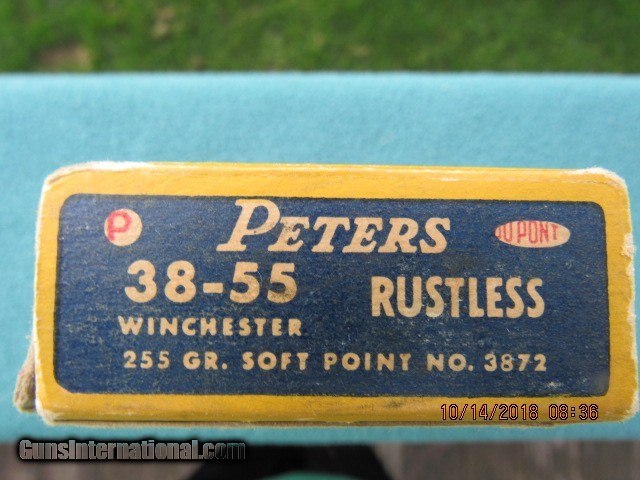 P PETERS DU PONT
38-55 RUSTLESS
WINCHESTER
255 GR. SOFT POINT NO. 3872
10/14/2018 08:36
GunsInternational.com